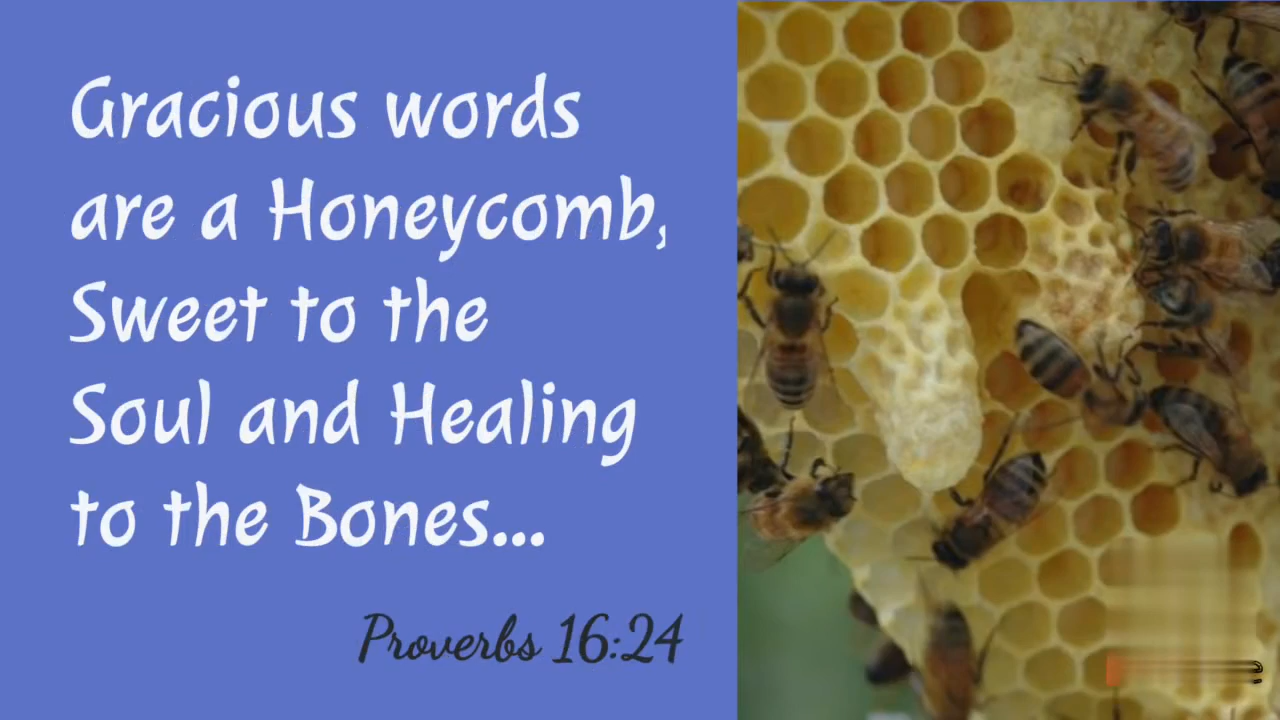 Gracious words
are a Honeycomb,
Sweet to the
Soul and Healing
to the Bones...
Proverbs 16:24